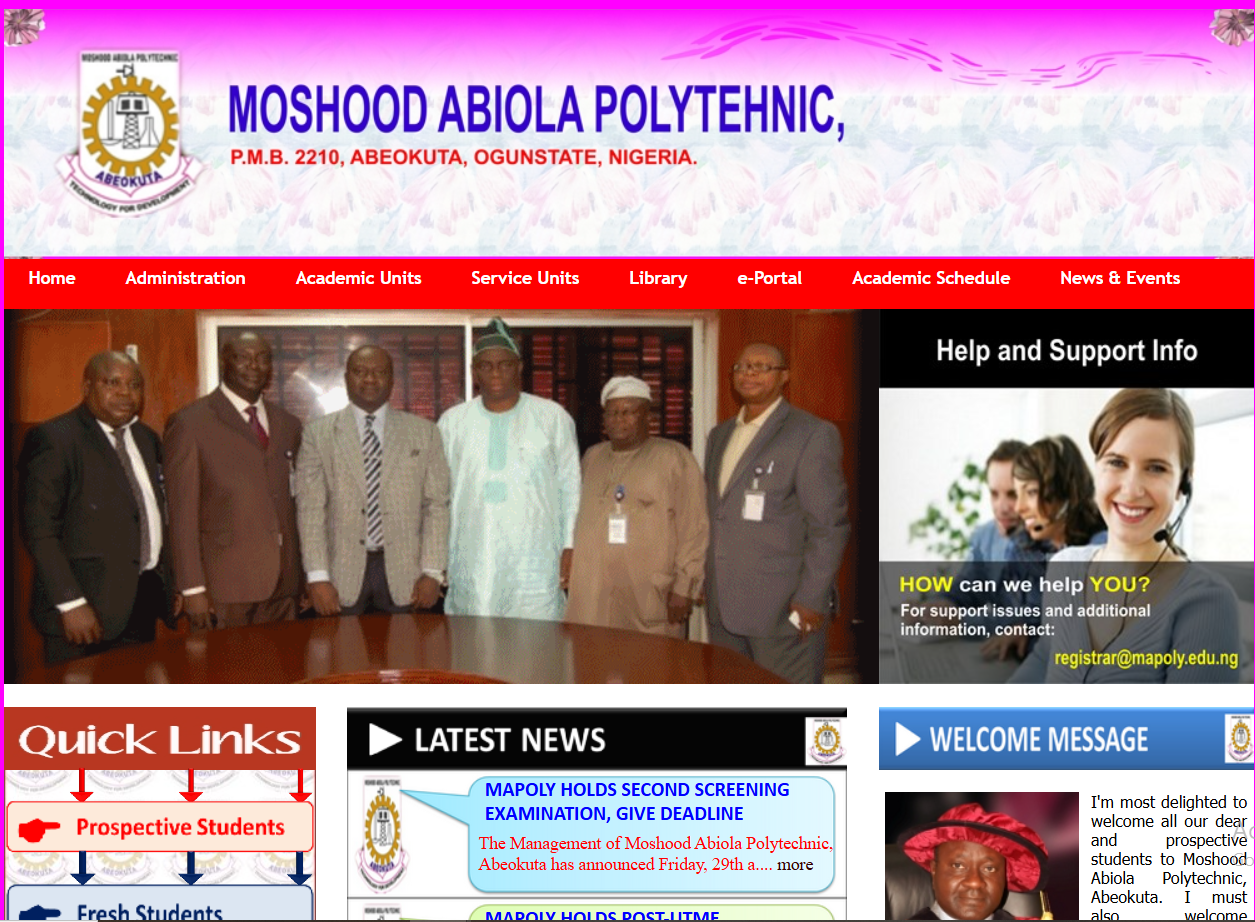 MOSHOOD ABIOLA POLYTECHNIC
ABEOKUTA
TECHNOLOGY FOR DEVELOPMENT
MOSHOOD ABIOLA POLYTEHNIC,
P.M.B. 2210, ABEOKUTA, OGUNSTATE, NIGERIA.
Home Administration Academic Units Service Units Library e-Portal Academic Schedule News & Events
Help and Support Info
HOW can we help YOU?
For support issues and additional
information, contact:
registrar@mapoly.edu.ng
Quick Links
Prospective Students
Fresh Students
LATEST NEWS
MAPOLY HOLDS SECOND SCREENING
EXAMINATION, GIVE DEADLINE
The Management of Moshood Abiola Polytechnic,
Abeokuta has announced Friday, 29th a.... more
MAPOLY HOLDS POST-UTME
WELCOME MESSAGE
I'm most delighted to
welcome all our dear
and prospective
students to Moshood
Abiola Polytechnic,
Abeokuta. I must
also welcome